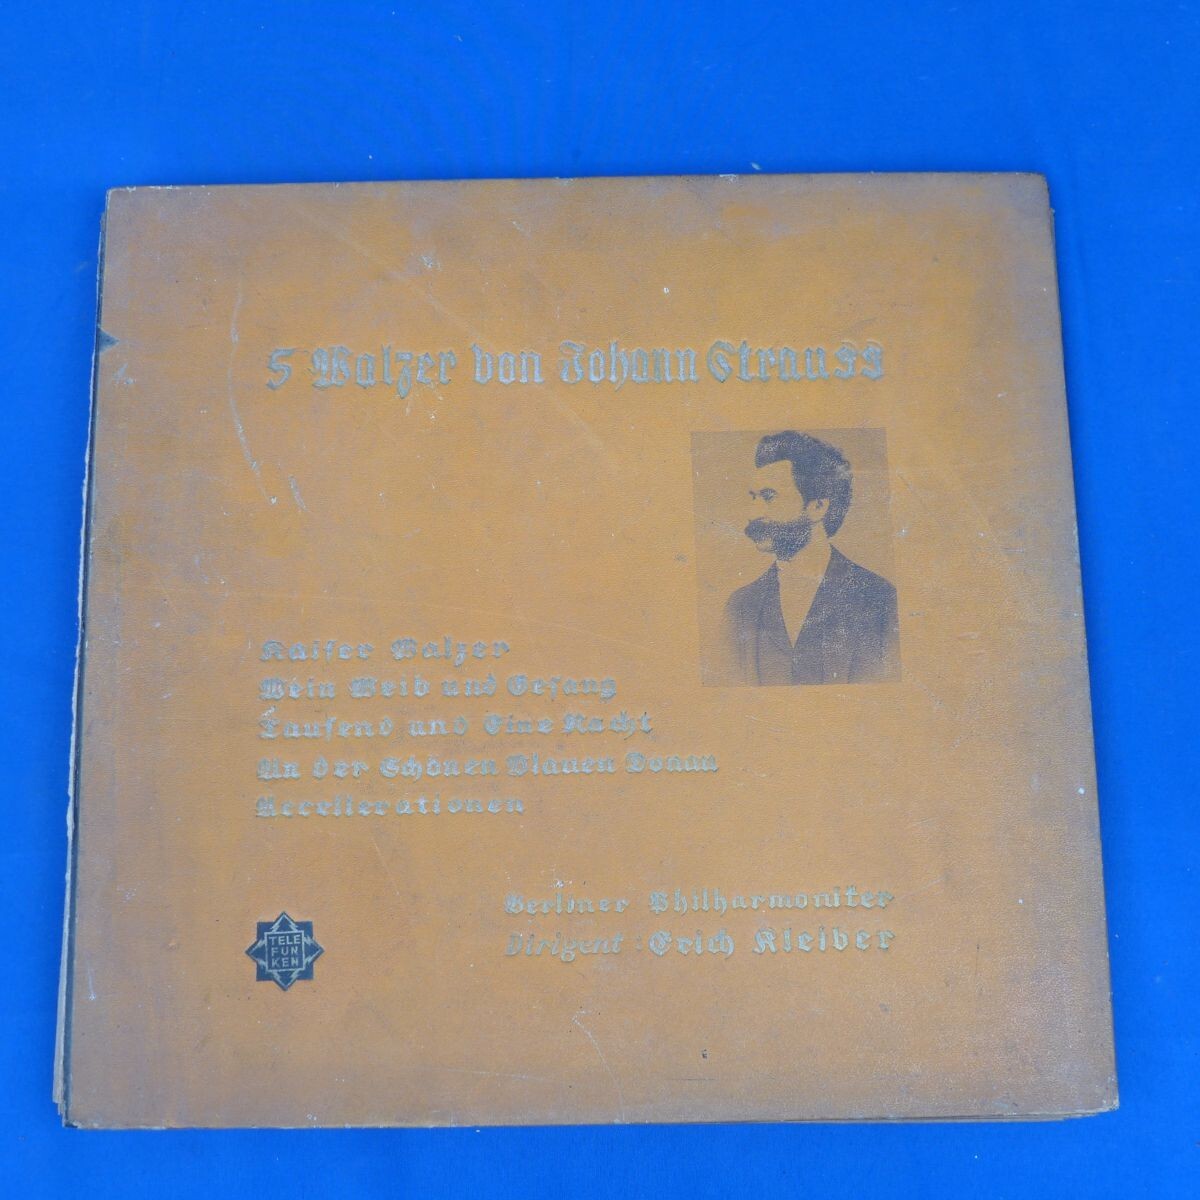 5 Walzer von Johann Strauss
Kaiser Walzer
Wein Weib und Gesang
Tausend und Eine Nacht
An der Schönen Blauen Donau
Accellerationen
Berliner Philharmoniker
Dirigent: Erich Kleiber
TELE
FUN
KEN